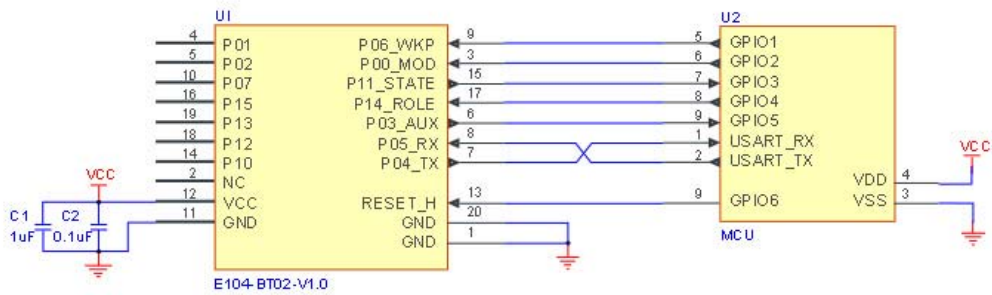 U1 U2
4 P01 P06_WKP 9 5 GPIO1
5 P02 P00_MOD 3 6 GPIO2
10 P07 P11_STATE 15 7 GPIO3
16 P15 P14_ROLE 17 8 GPIO4
19 P13 P03_AUX 6 9 GPIO5
18 P12 P05_RX 8 1 USART_RX
14 P10 P04_TX 7 2 USART_TX VCC
VCC 2 NC VDD 4
12 VCC RESET_H 13 9 GPIO6 VSS 3
C1 C2 11 GND GND 20
1uF 0.1uF GND 1 MCU
E104-BT02-V1.0